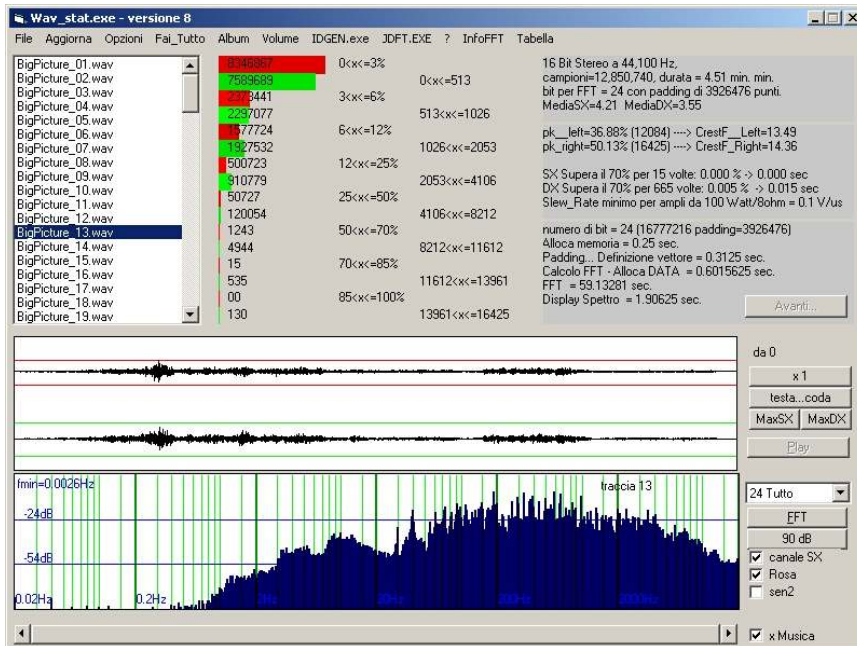 Wav_stat.exe - versione 8
File Aggiorna Opzioni Fai_Tutto Album Volume IDGEN.exe JDFT.EXE ? InfoFFT Tabella
BigPicture_01.wav
BigPicture_02.wav
BigPicture_03.wav
BigPicture_04.wav
BigPicture_05.wav
BigPicture_06.wav
BigPicture_07.wav
BigPicture_08.wav
BigPicture_09.wav
BigPicture_10.wav
BigPicture_11.wav
BigPicture_12.wav
BigPicture_13.wav
BigPicture_14.wav
BigPicture_15.wav
BigPicture_16.wav
BigPicture_17.wav
BigPicture_18.wav
BigPicture_19.wav
8346867 0<x<=3%
7589689 0<x<=513
2373441 3<x<=6%
2297077 513<x<=1026
1577724 6<x<=12%
1927532 1026<x<=2053
500723 12<x<=25%
910779 2053<x<=4106
50727 25<x<=50%
120054 4106<x<=8212
1243 50<x<=70%
4944 8212<x<=11612
15 70<x<=85%
535 11612<x<=13961
00 85<x<=100%
130 13961<x<=16425
16 Bit Stereo a 44,100 Hz,
campioni=12,850,740, durata = 4.51 min. min.
bit per FFT = 24 con padding di 3926476 punti.
MediaSX=4.21 MediaDX=3.55
pk__left=36.88% (12084) ----> CrestF__Left=13.49
pk_right=50.13% (16425) ----> CrestF_Right=14.36
SX Supera il 70% per 15 volte: 0.000 % -> 0.000 sec
DX Supera il 70% per 665 volte: 0.005 % -> 0.015 sec
Slew_Rate minimo per ampli da 100 Watt/8ohm = 0.1 V/us
numero di bit = 24 (16777216 padding=3926476)
Alloca memoria = 0.25 sec.
Padding... Definizione vettore = 0.3125 sec.
Calcolo FFT - Alloca DATA = 0.6015625 sec.
FFT = 59.13281 sec.
Display Spettro = 1.90625 sec.
Avanti...
da 0
x 1
testa...coda
MaxSX MaxDX
Play
fmin=0.0026Hz traccia 13
-24dB
-54dB
0.02Hz 0.2Hz 2Hz 20Hz 200Hz 2000Hz
24 Tutto
FFT
90 dB
canale SX
Rosa
sen2
x Musica